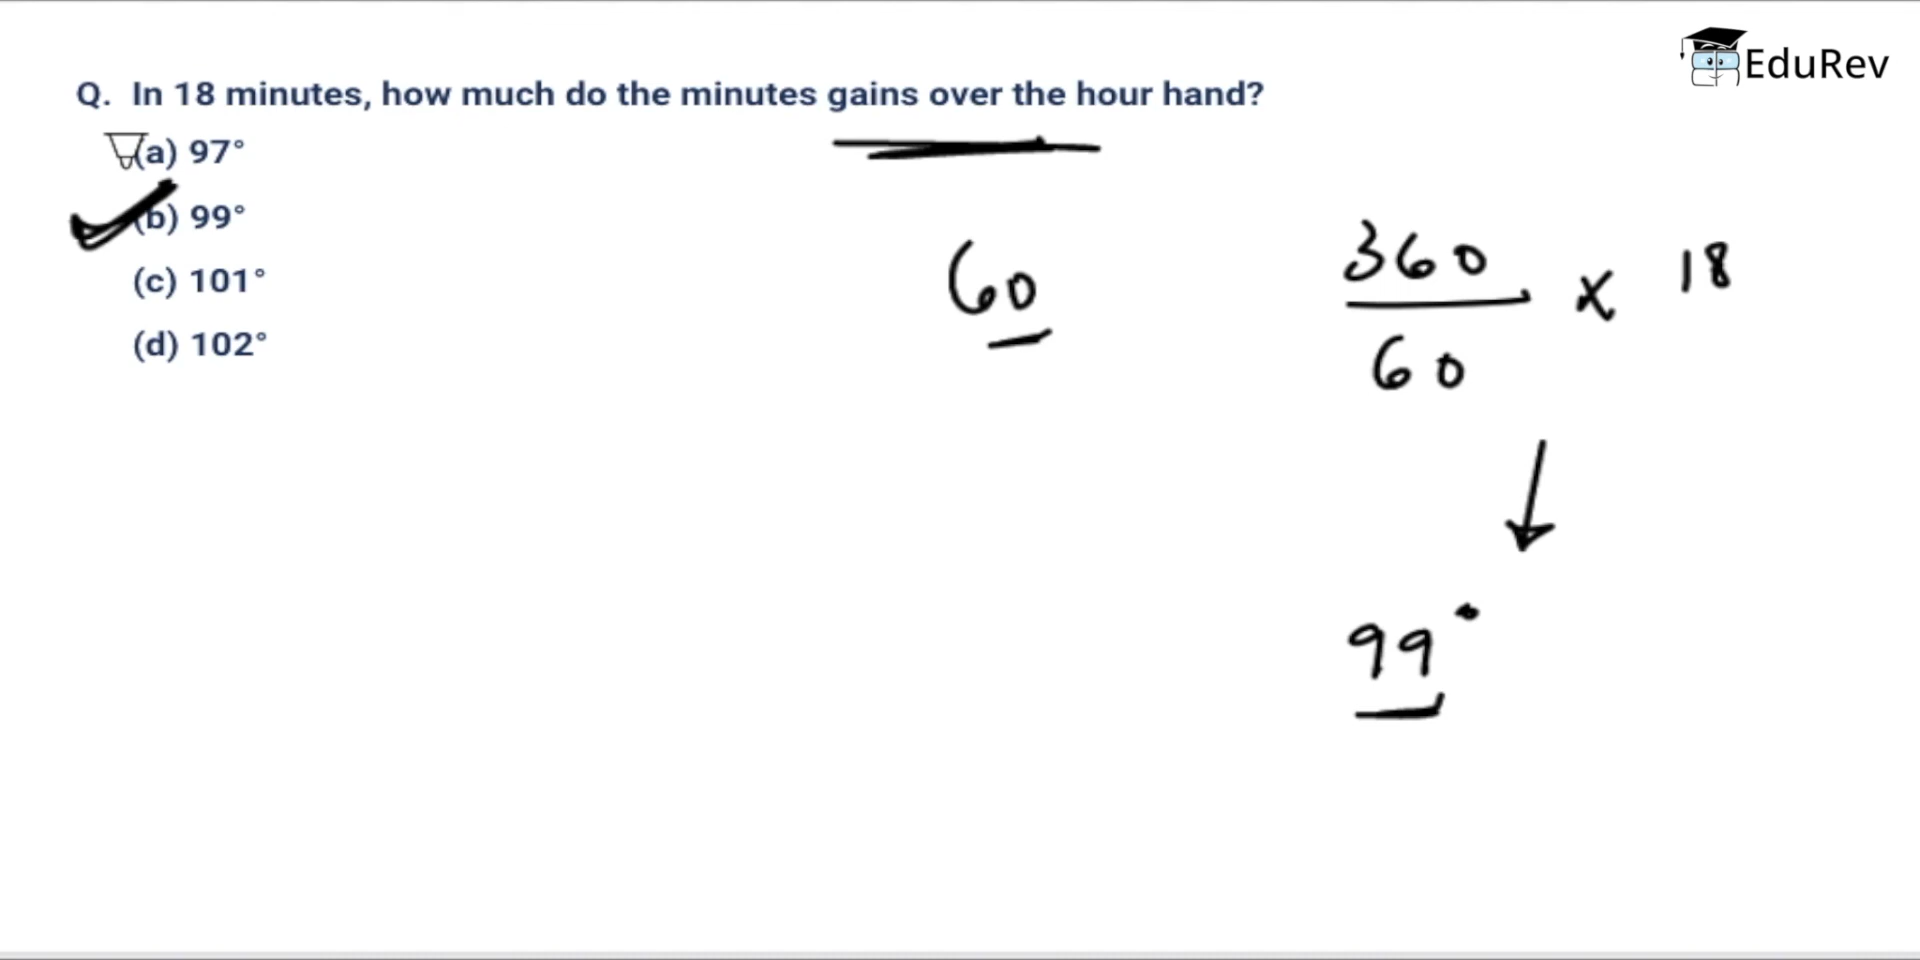 EduRev
Q. In 18 minutes, how much do the minutes gains over the hour hand?
(a) 97°
(b) 99°
(c) 101°
(d) 102°
60
360
60
x 18
99°